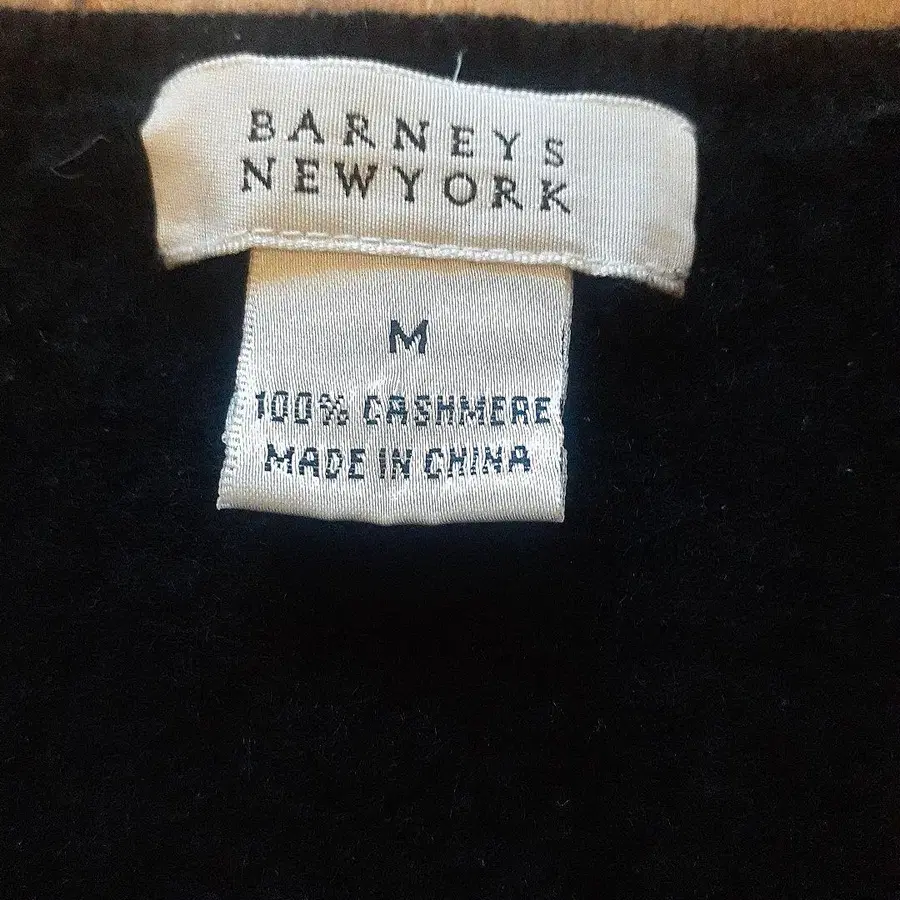 BARNEYS
NEWYORK
M
100% CASHMERE
MADE IN CHINA